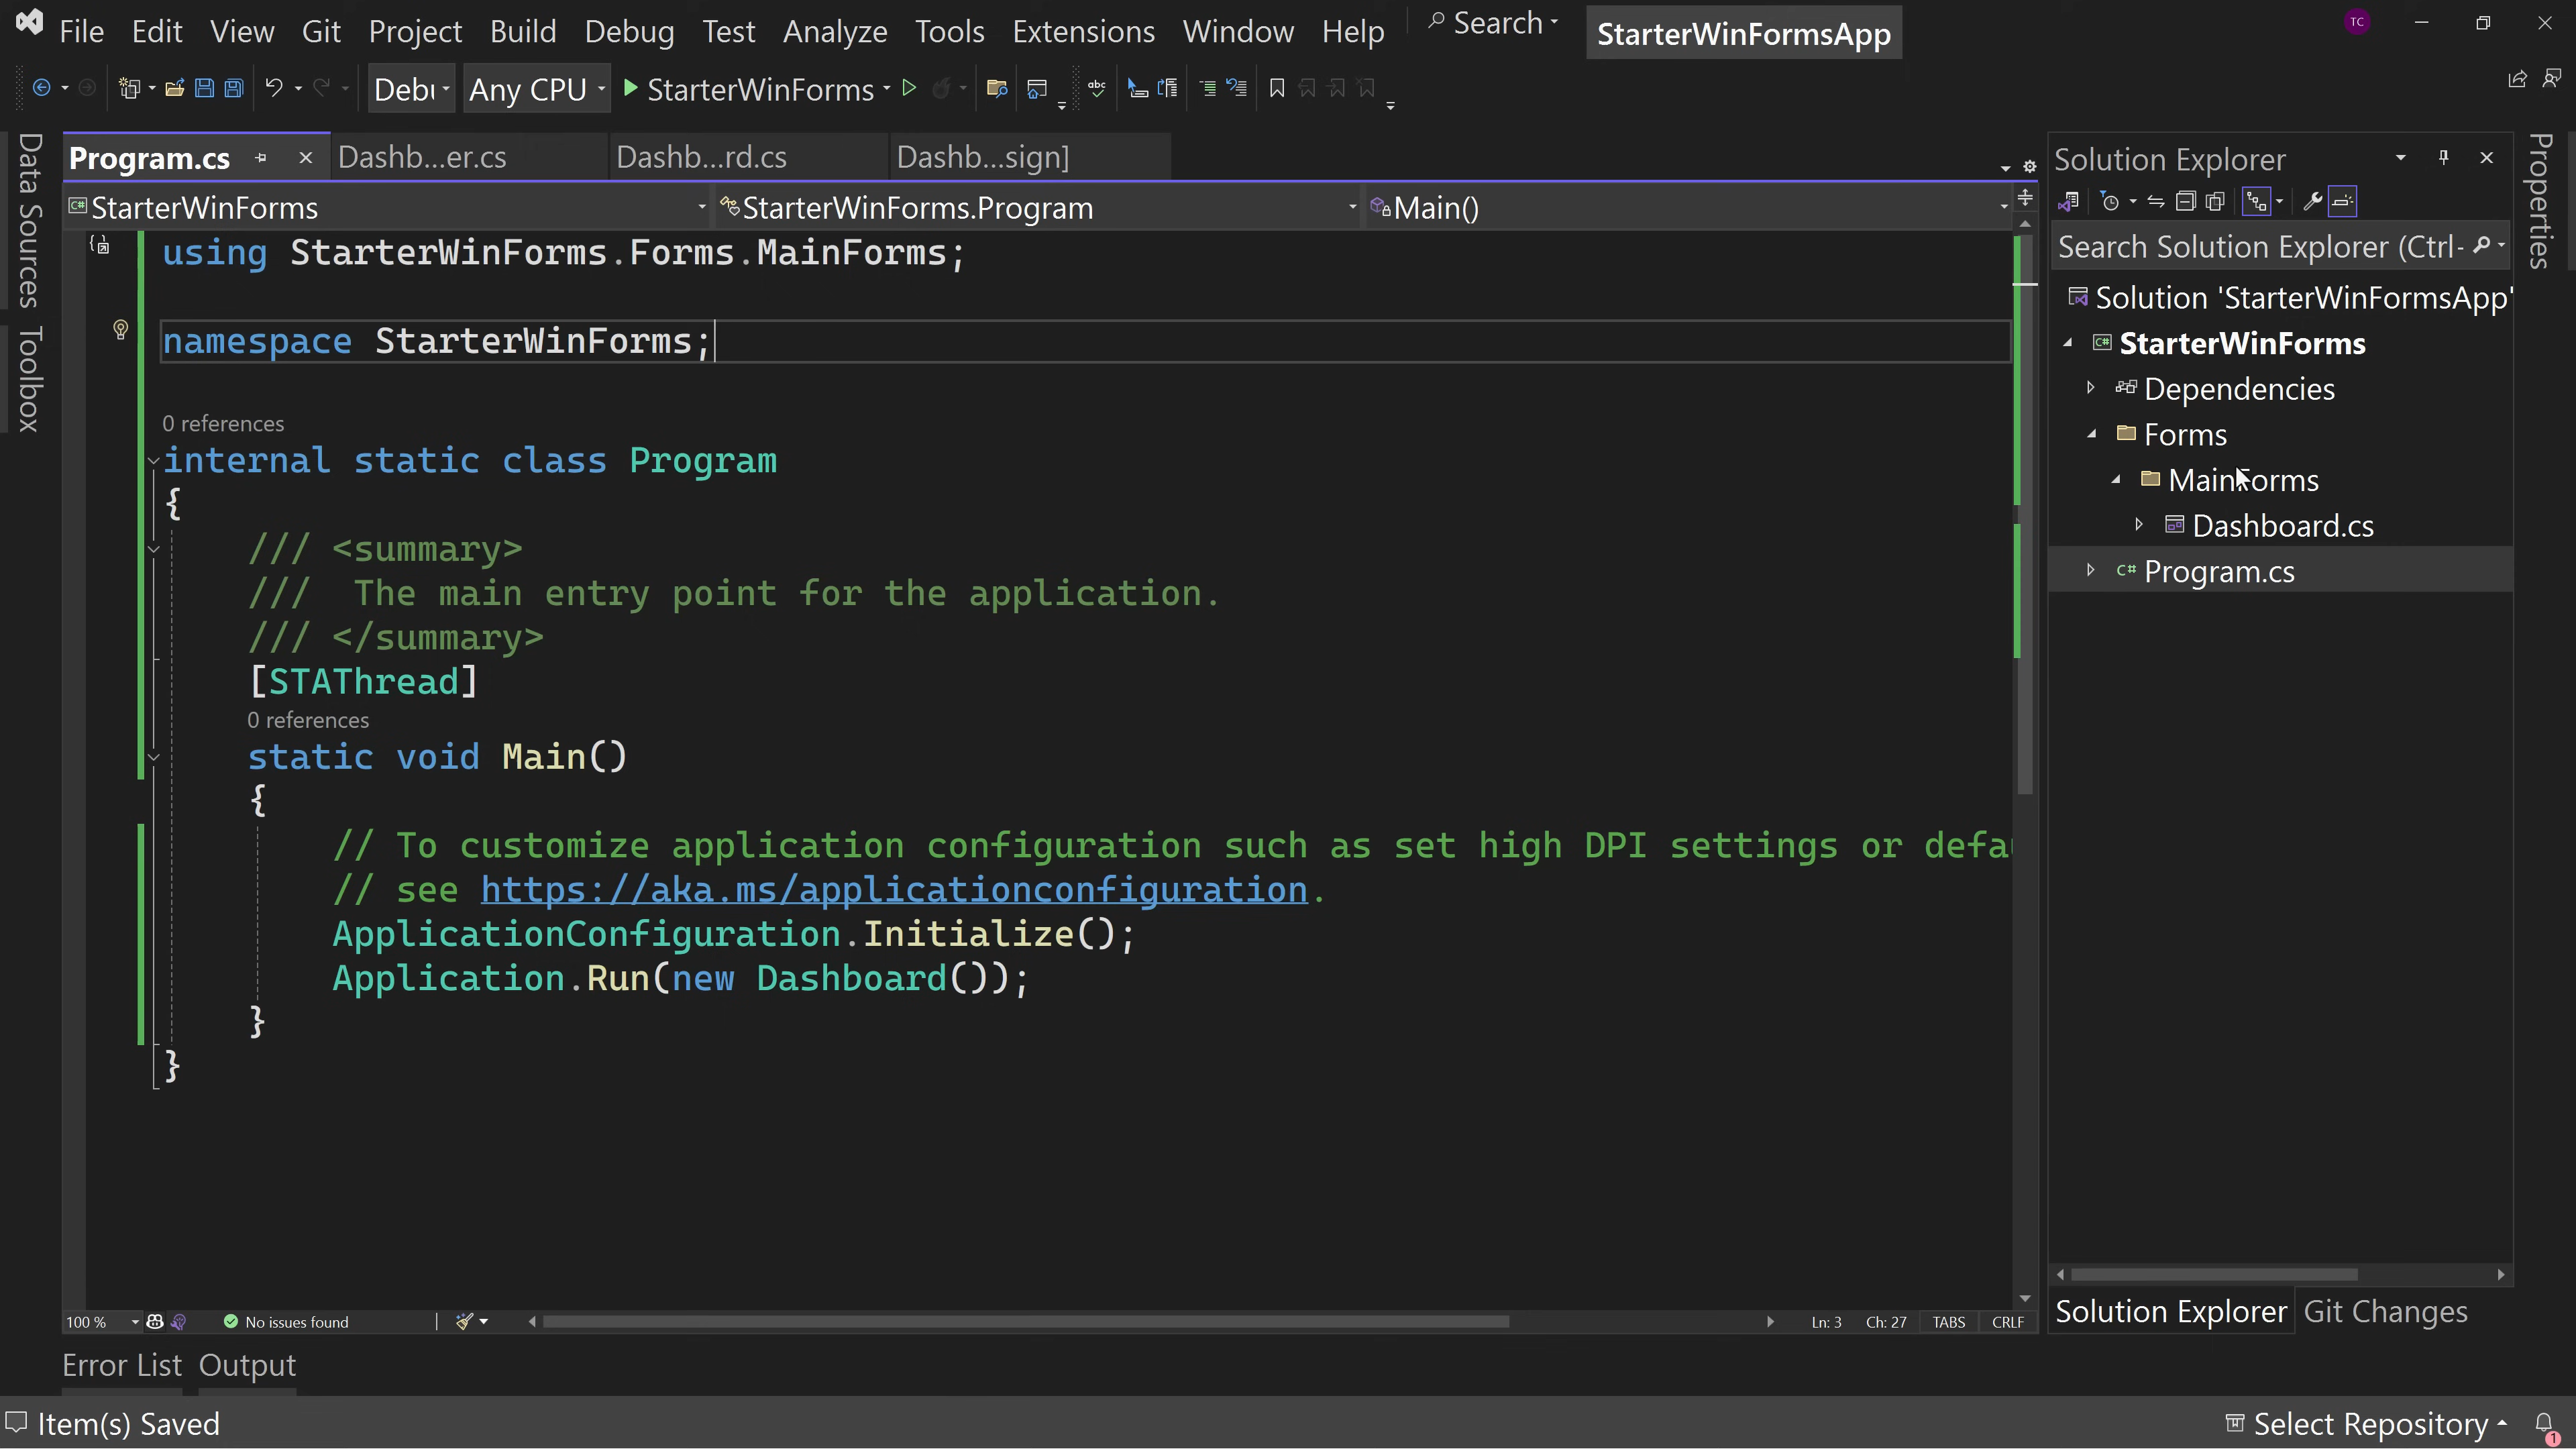 File Edit View Git Project Build Debug Test Analyze Tools Extensions Window Help Search StarterWinFormsApp TC
Debu Any CPU StarterWinForms
Program.cs Dashb...er.cs Dashb...rd.cs Dashb...sign]
StarterWinForms StarterWinForms.Program Main()
using StarterWinForms.Forms.MainForms;
namespace StarterWinForms;
0 references
internal static class Program
{
/// <summary>
/// The main entry point for the application.
/// </summary>
[STAThread]
0 references
static void Main()
{
// To customize application configuration such as set high DPI settings or defau
// see https://aka.ms/applicationconfiguration.
ApplicationConfiguration.Initialize();
Application.Run(new Dashboard());
}
}
100 % No issues found Ln: 3 Ch: 27 TABS CRLF
Data Sources
Toolbox
Solution Explorer
Search Solution Explorer (Ctrl-
Solution 'StarterWinFormsApp'
StarterWinForms
Dependencies
Forms
MainForms
Dashboard.cs
C# Program.cs
Solution Explorer Git Changes
Properties
Error List Output
Item(s) Saved Select Repository 1